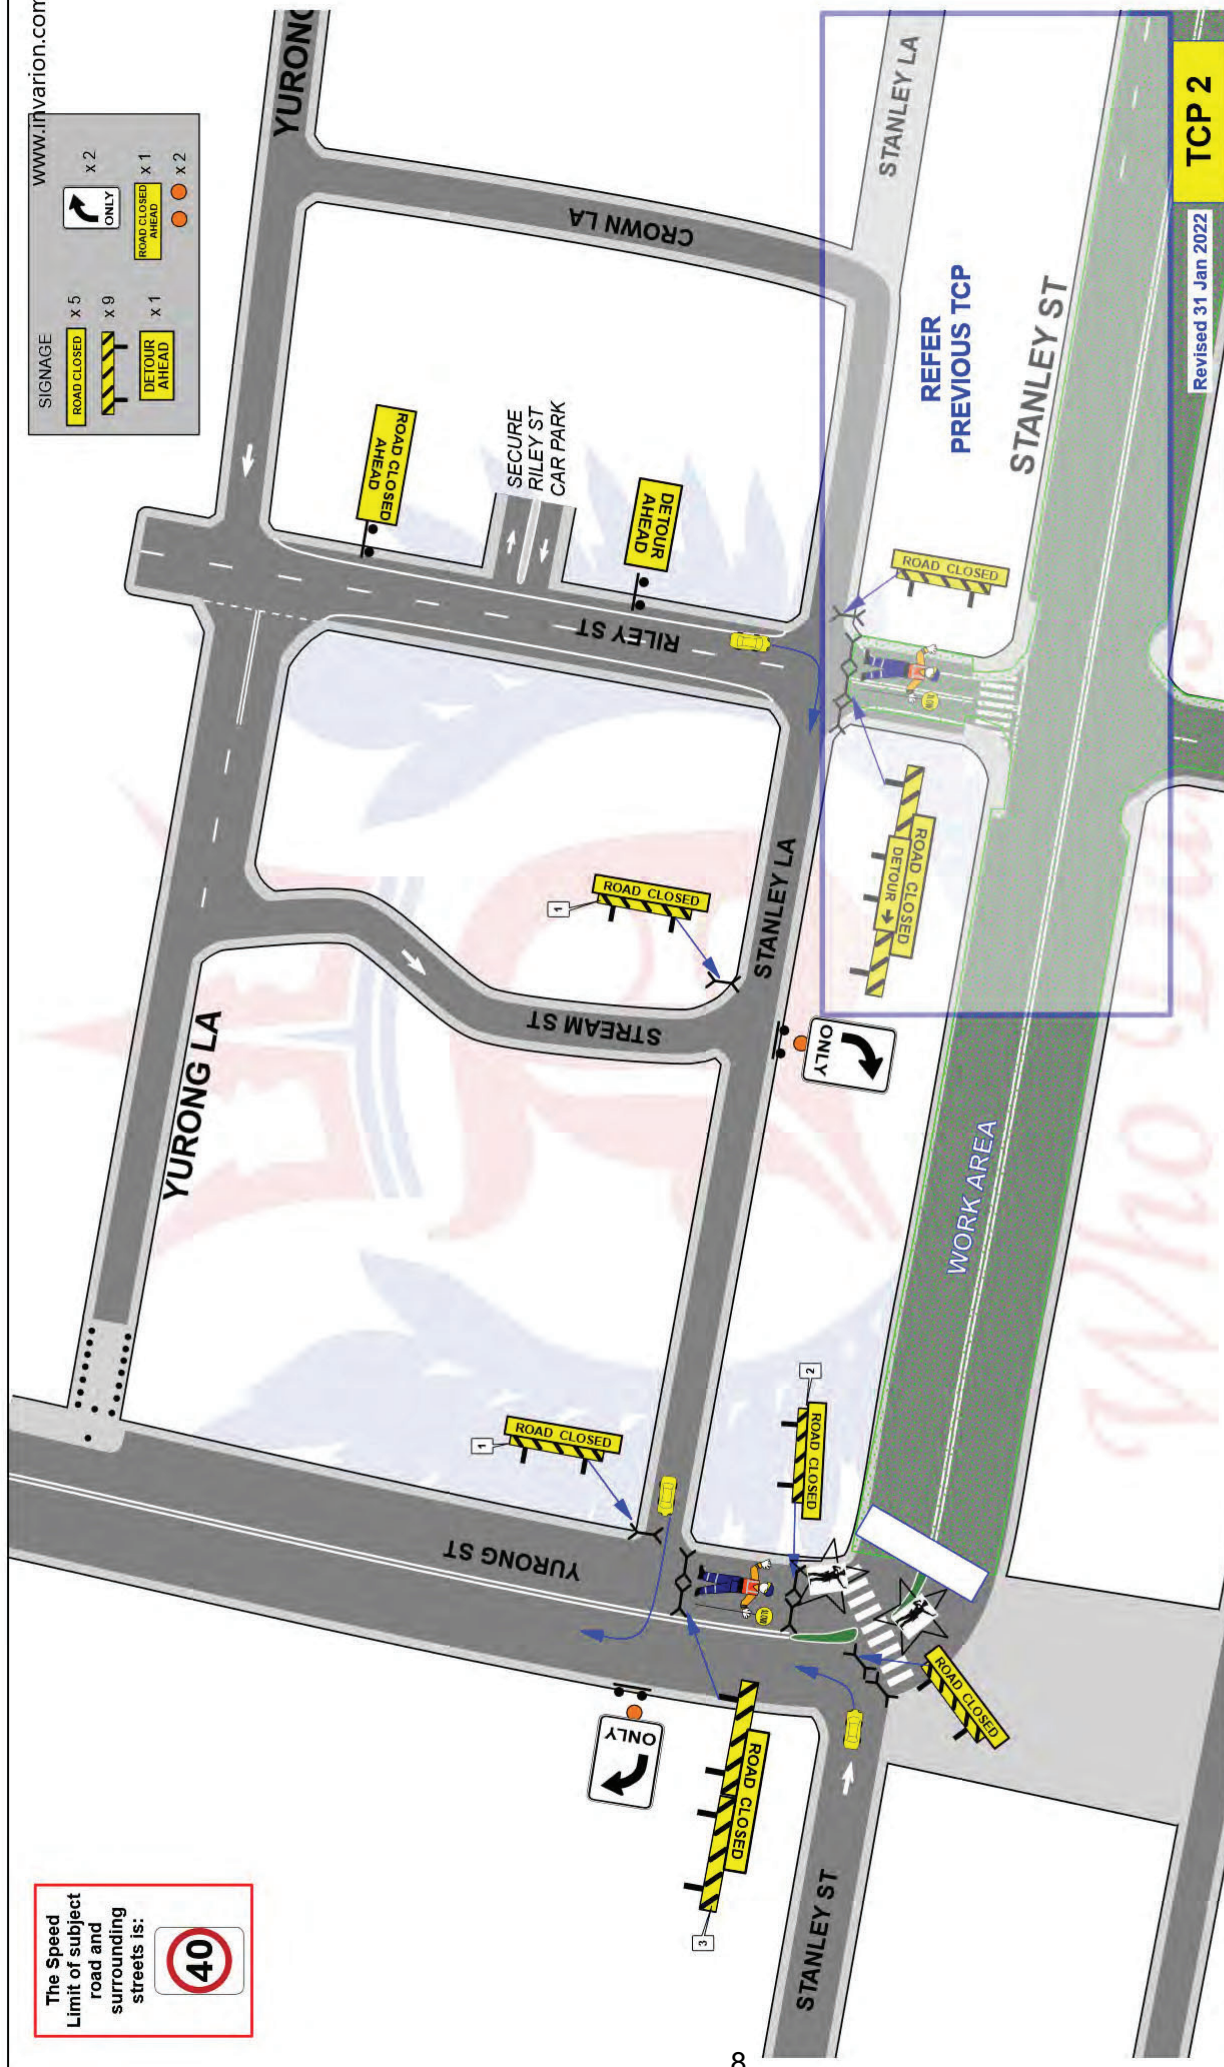 www.invarion.com
SIGNAGE
ROAD CLOSED
x 5
ONLY
x 2
x 9
ROAD CLOSED
AHEAD
x 1
DETOUR
AHEAD
x 1
x 2
The Speed
Limit of subject
road and
surrounding
streets is:
40
YURONG
CROWN LA
ROAD CLOSED
AHEAD
SECURE
RILEY ST
CAR PARK
DETOUR
AHEAD
RILEY ST
STANLEY LA
REFER
PREVIOUS TCP
STANLEY ST
ROAD CLOSED
ROAD CLOSED
DETOUR
TCP 2
Revised 31 Jan 2022
YURONG LA
STREAM ST
1
ROAD CLOSED
STANLEY LA
ONLY
WORK AREA
YURONG ST
1
ROAD CLOSED
2
ROAD CLOSED
ONLY
3
ROAD CLOSED
ROAD CLOSED
STANLEY ST
Who Dares
8